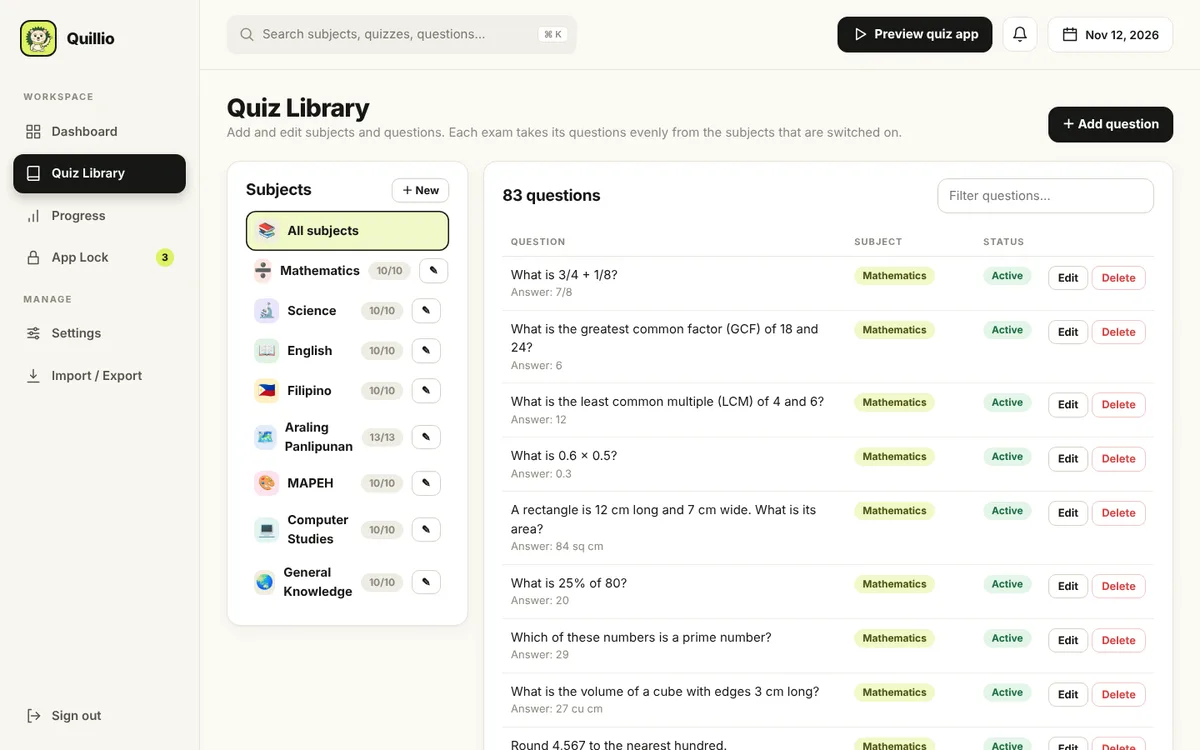 Quillio
Search subjects, quizzes, questions...
⌘ K
Preview quiz app
Nov 12, 2026
WORKSPACE
Dashboard
Quiz Library
Progress
App Lock
3
MANAGE
Settings
Import / Export
Sign out
Quiz Library
Add and edit subjects and questions. Each exam takes its questions evenly from the subjects that are switched on.
+ Add question
Subjects
+ New
All subjects
Mathematics 10/10
Science 10/10
English 10/10
Filipino 10/10
Araling
Panlipunan 13/13
MAPEH 10/10
Computer
Studies 10/10
General
Knowledge 10/10
83 questions
Filter questions...
QUESTION SUBJECT STATUS
What is 3/4 + 1/8? Mathematics Active Edit Delete
Answer: 7/8
What is the greatest common factor (GCF) of 18 and Mathematics Active Edit Delete
24?
Answer: 6
What is the least common multiple (LCM) of 4 and 6? Mathematics Active Edit Delete
Answer: 12
What is 0.6 × 0.5? Mathematics Active Edit Delete
Answer: 0.3
A rectangle is 12 cm long and 7 cm wide. What is its Mathematics Active Edit Delete
area?
Answer: 84 sq cm
What is 25% of 80? Mathematics Active Edit Delete
Answer: 20
Which of these numbers is a prime number? Mathematics Active Edit Delete
Answer: 29
What is the volume of a cube with edges 3 cm long? Mathematics Active Edit Delete
Answer: 27 cu cm
Round 4,567 to the nearest hundred. Mathematics Active Edit Delete